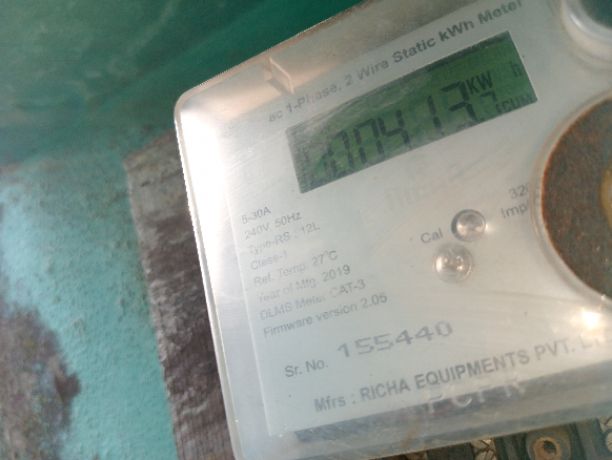 ac 1-Phase, 2 Wire Static kWh Meter
KW h
413
5-30A
240V, 50Hz
Type-RS : 12L
Class-1
Ref. Temp. 27°C
Year of Mfg. 2019
DLMS Meter CAT-3
Firmware version 2.05
Cal
Imp/
Sr. No. 155440
Mfrs : RICHA EQUIPMENTS PVT.